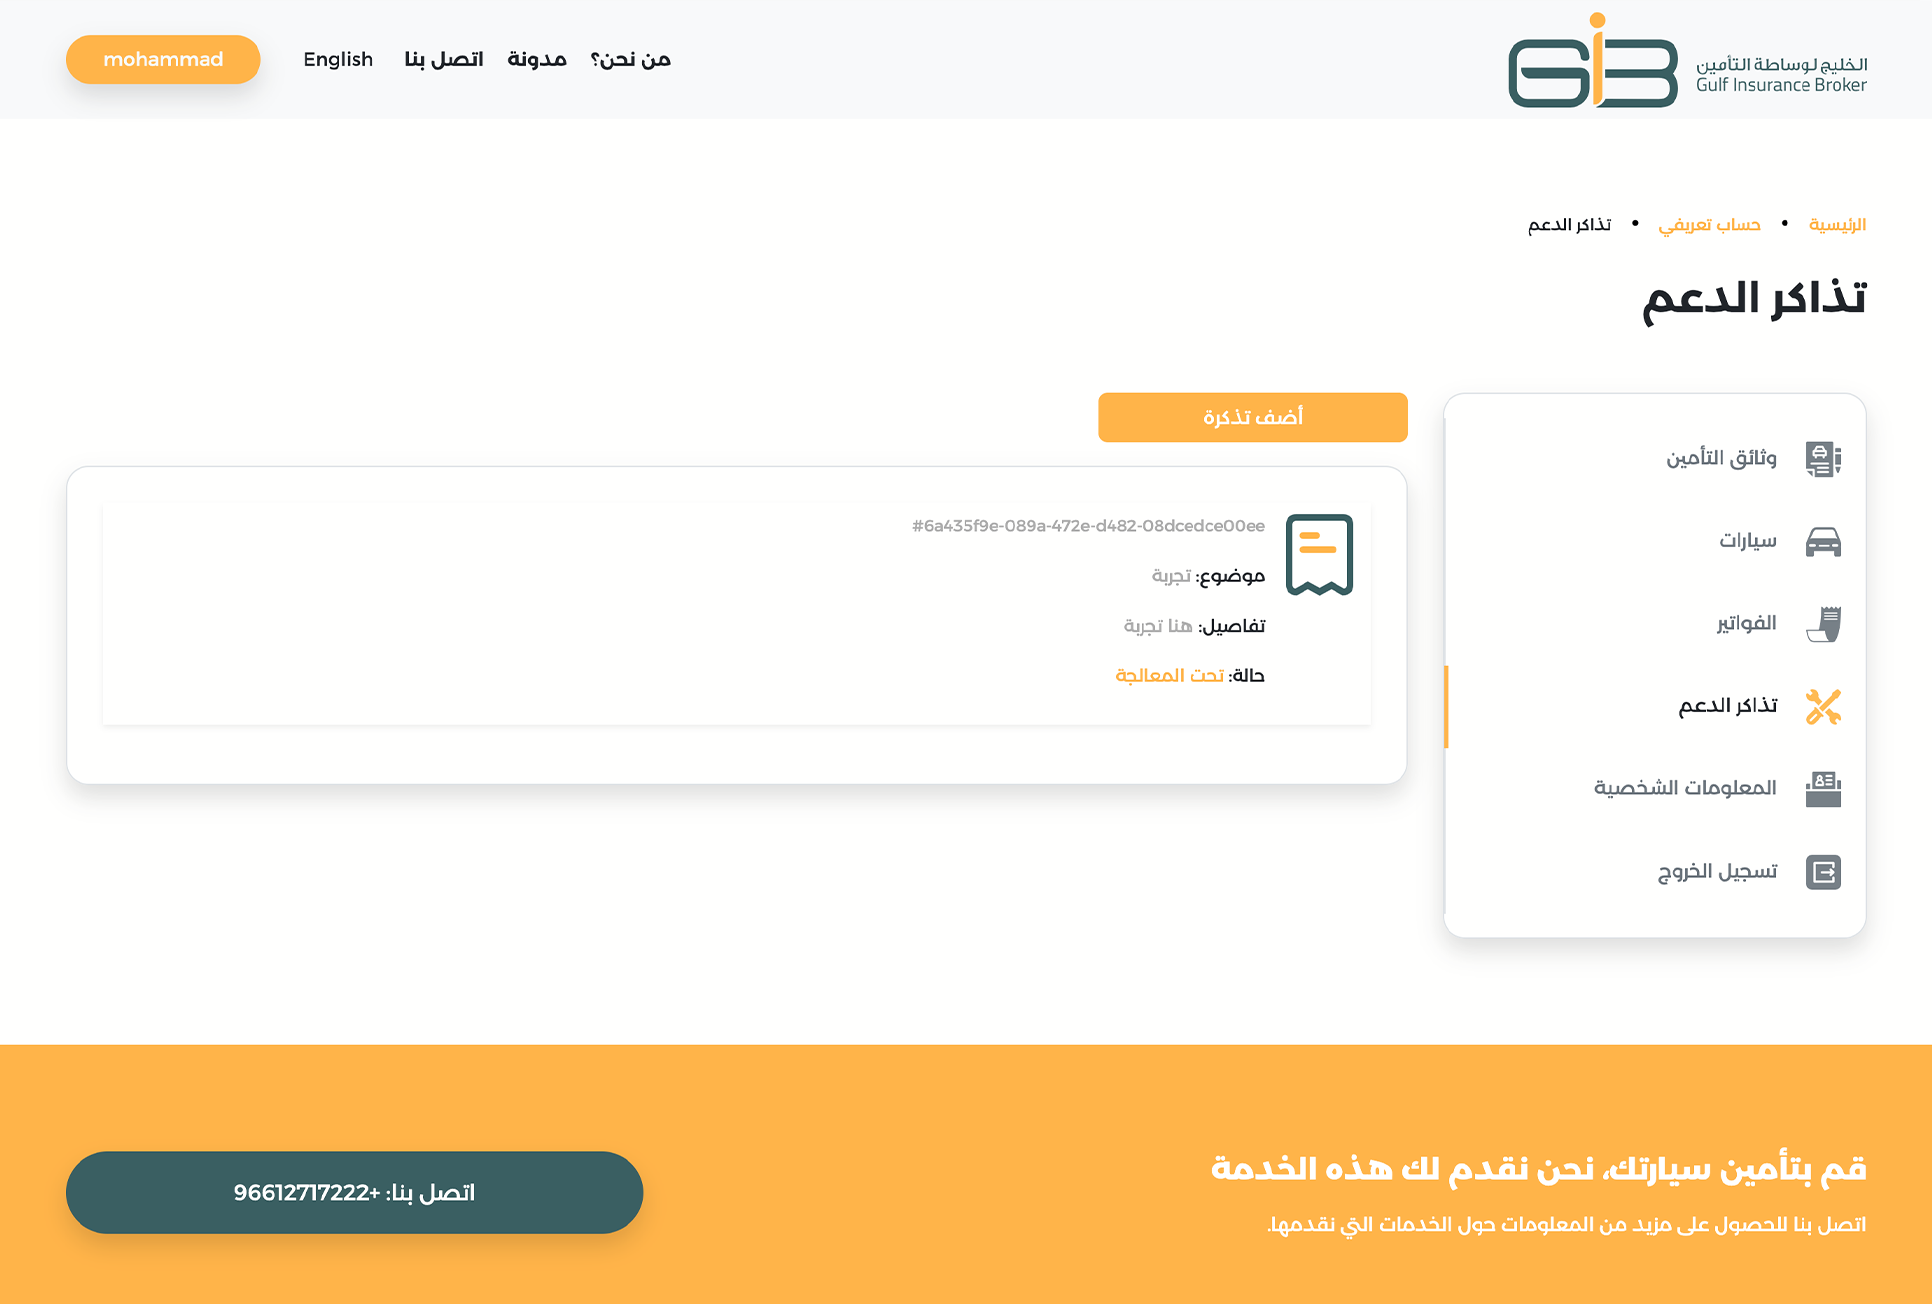 الخليج لوساطة التأمين
Gulf Insurance Broker
GiB
من نحن؟
مدونة
اتصل بنا
English
mohammad
الرئيسية • حساب تعريفي • تذاكر الدعم
تذاكر الدعم
وثائق التأمين
سيارات
الفواتير
تذاكر الدعم
المعلومات الشخصية
تسجيل الخروج
أضف تذكرة
#6a435f9e-089a-472e-d482-08dcedce00ee
موضوع: تجربة
تفاصيل: هنا تجربة
حالة: تحت المعالجة
قم بتأمين سيارتك، نحن نقدم لك هذه الخدمة
اتصل بنا للحصول على مزيد من المعلومات حول الخدمات التي نقدمها.
اتصل بنا: +96612717222